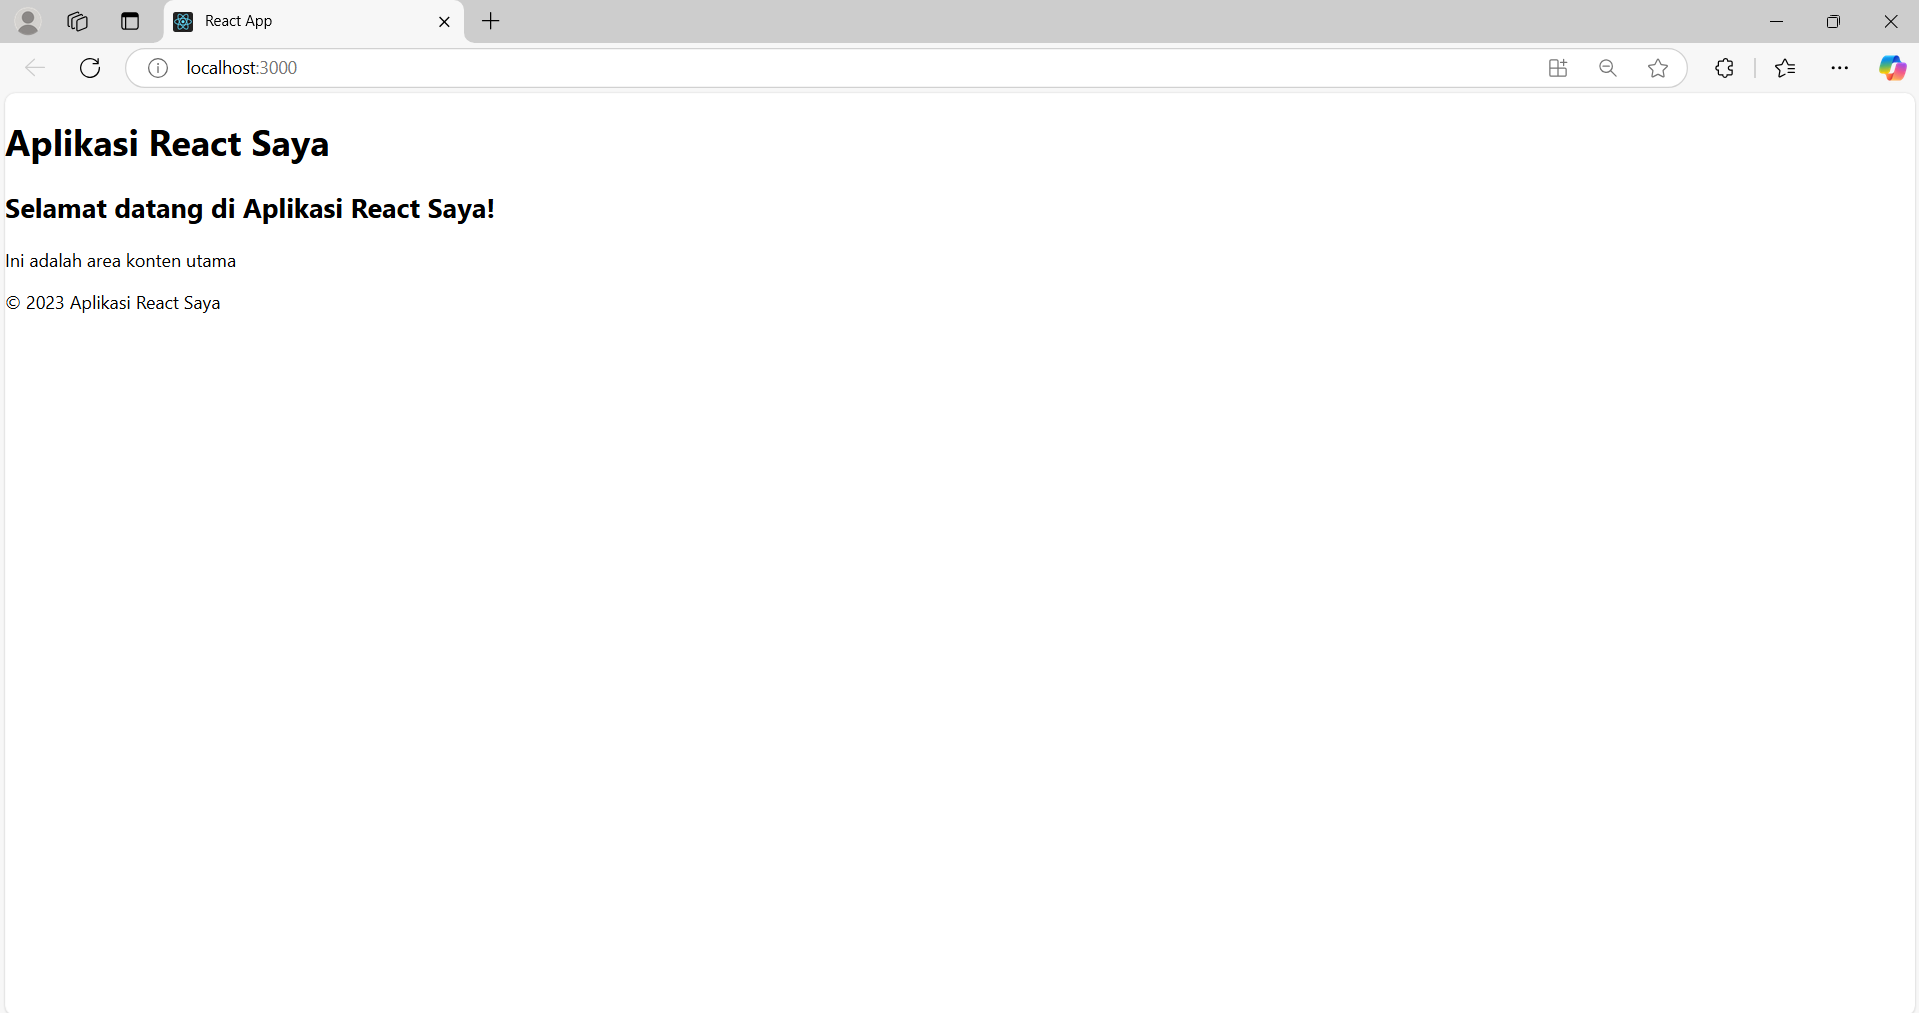 React App
localhost:3000
Aplikasi React Saya
Selamat datang di Aplikasi React Saya!
Ini adalah area konten utama
© 2023 Aplikasi React Saya